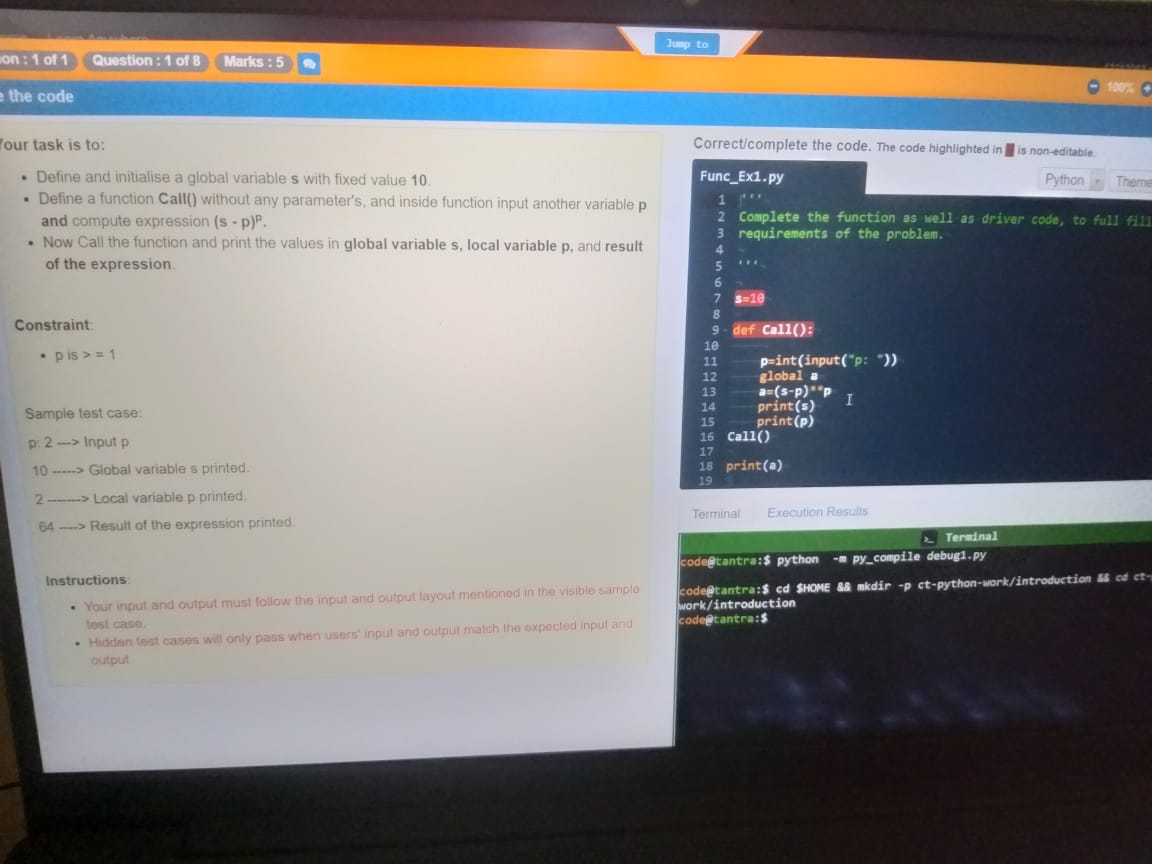 on : 1 of 1 Question : 1 of 8 Marks : 5 Jump to
100%
e the code
Your task is to:
• Define and initialise a global variable s with fixed value 10.
• Define a function Call() without any parameter's, and inside function input another variable p
and compute expression (s - p)ᵖ.
• Now Call the function and print the values in global variable s, local variable p, and result
of the expression.
Constraint:
• p is > = 1
Sample test case:
p: 2 ---> Input p
10 -----> Global variable s printed.
2 -------> Local variable p printed.
64 ----> Result of the expression printed.
Instructions:
• Your input and output must follow the input and output layout mentioned in the visible sample
test case.
• Hidden test cases will only pass when users' input and output match the expected input and
output
Correct/complete the code. The code highlighted in is non-editable.
Func_Ex1.py Python Theme
1 '''
2 Complete the function as well as driver code, to full fill
3 requirements of the problem.
4
5 '''
6
7 s=10
8
9 def Call():
10
11 p=int(input("p: "))
12 global a
13 a=(s-p)**p
14 print(s)
15 print(p)
16 Call()
17
18 print(a)
19
Terminal Execution Results
>_ Terminal
code@tantra:$ python -m py_compile debug1.py
code@tantra:$ cd $HOME && mkdir -p ct-python-work/introduction && cd ct-
work/introduction
code@tantra:$